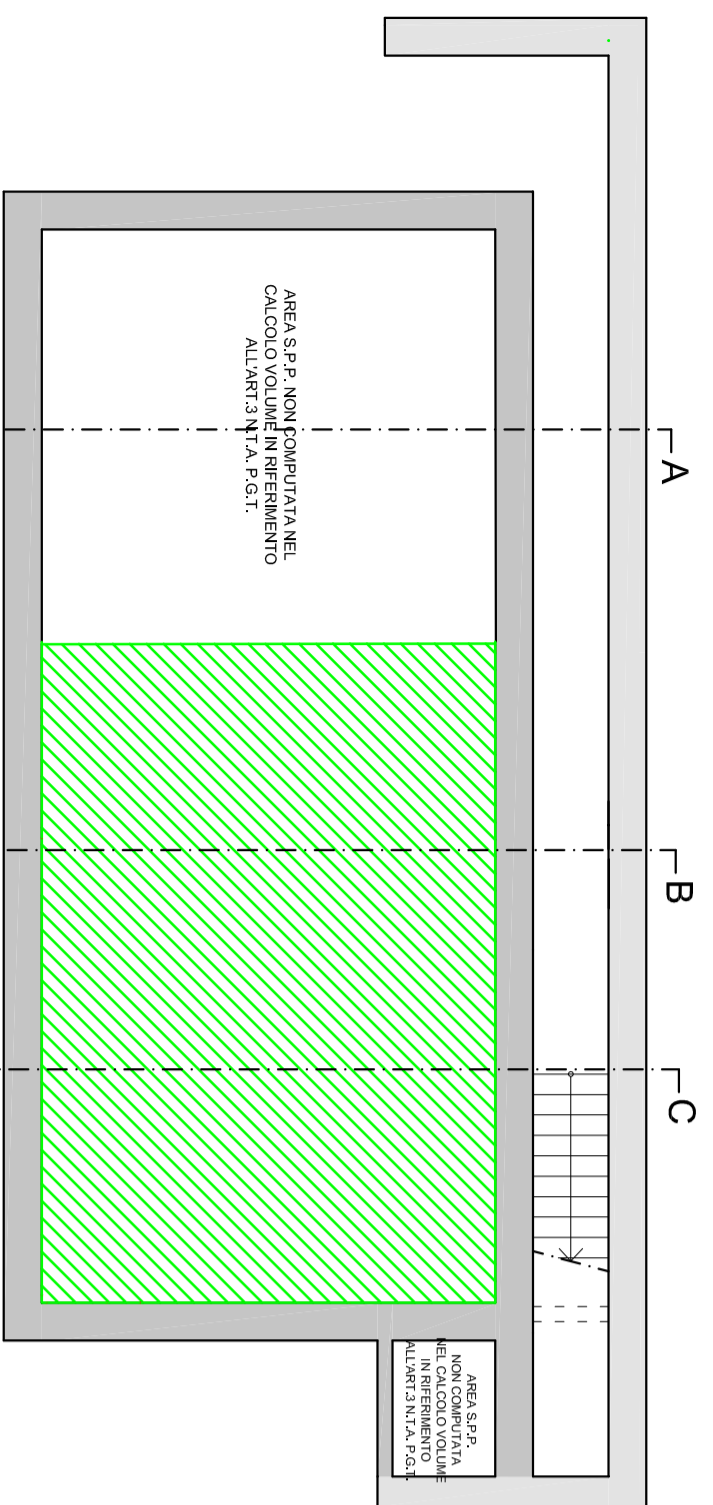 AREA S.P.P. NON COMPUTATA NEL
CALCOLO VOLUME IN RIFERIMENTO
ALL'ART.3 N.T.A. P.G.T.
A
B
C
AREA S.P.P.
NON COMPUTATA
NEL CALCOLO VOLUME
IN RIFERIMENTO
ALL'ART.3 N.T.A. P.G.T.